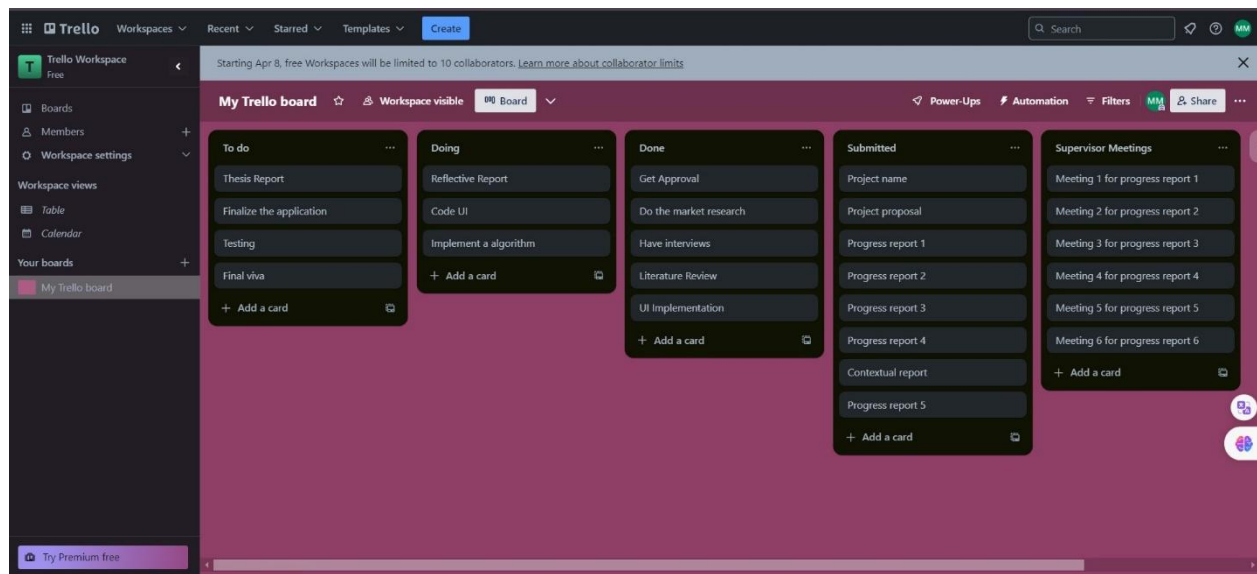 Trello Workspaces Recent Starred Templates Create Search MM
T Trello Workspace
Free
Starting Apr 8, free Workspaces will be limited to 10 collaborators. Learn more about collaborator limits
Boards
Members
Workspace settings
Workspace views
Table
Calendar
Your boards
My Trello board
Try Premium free
My Trello board Workspace visible Board Power-Ups Automation Filters MM Share
To do
Thesis Report
Finalize the application
Testing
Final viva
+ Add a card
Doing
Reflective Report
Code UI
Implement a algorithm
+ Add a card
Done
Get Approval
Do the market research
Have interviews
Literature Review
UI Implementation
+ Add a card
Submitted
Project name
Project proposal
Progress report 1
Progress report 2
Progress report 3
Progress report 4
Contextual report
Progress report 5
+ Add a card
Supervisor Meetings
Meeting 1 for progress report 1
Meeting 2 for progress report 2
Meeting 3 for progress report 3
Meeting 4 for progress report 4
Meeting 5 for progress report 5
Meeting 6 for progress report 6
+ Add a card